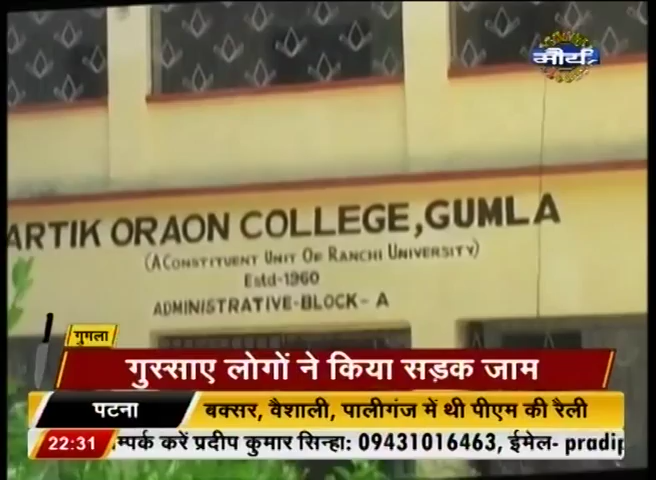 मौर्य
ARTIK ORAON COLLEGE, GUMLA
(A CONSTITUENT UNIT OF RANCHI UNIVERSITY)
Estd-1960
ADMINISTRATIVE-BLOCK-A
गुमला
गुस्साए लोगों ने किया सड़क जाम
पटना
बक्सर, वैशाली, पालीगंज में थी पीएम की रैली
22:31
म्पर्क करें प्रदीप कुमार सिन्हा: 09431016463, ईमेल- pradip